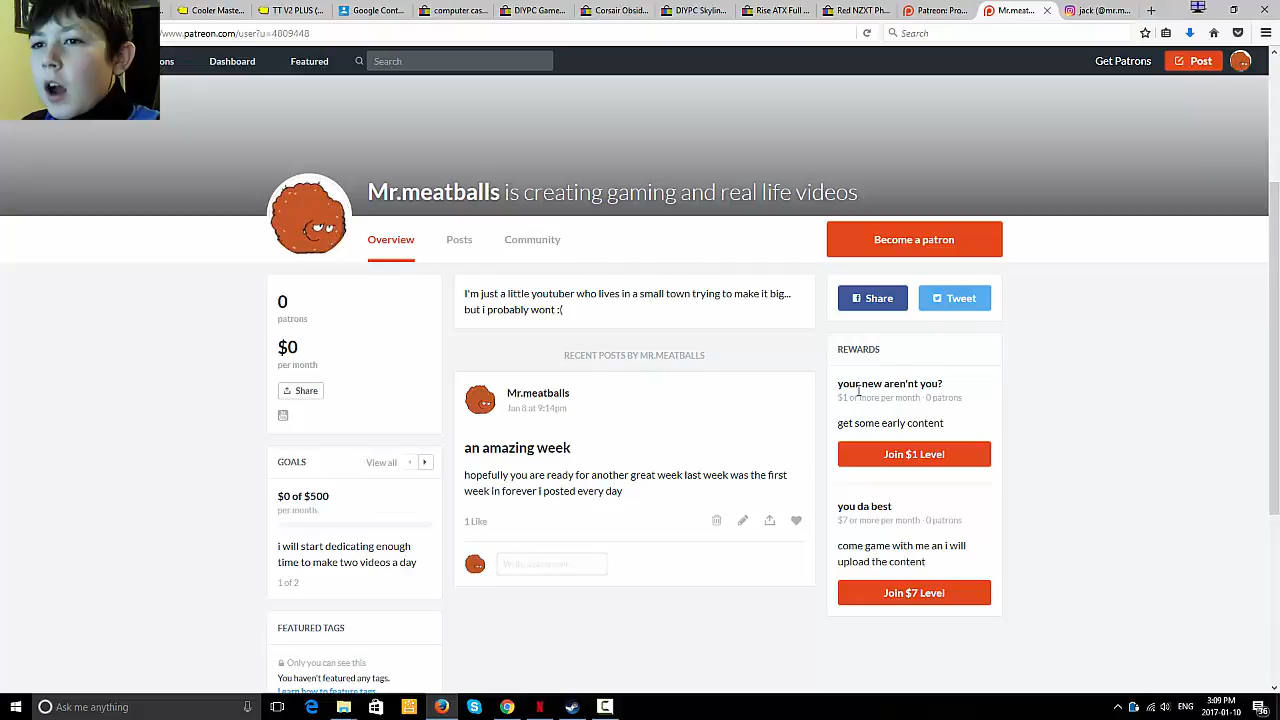 Cooler Maste...
TT V2 PLUS (...
Google Cont...
computer cas...
DIYPC Game...
Corsair Obsid...
DIYPC Skylin...
Rise ATX Full ...
Red NZXT Ph...
Patreon: Pro...
Mr.meat...
jack (@mr.m...
www.patreon.com/user?u=4809448
Search
Dashboard
Featured
Search
Get Patrons
Post
Mr.meatballs is creating gaming and real life videos
Overview
Posts
Community
Become a patron
0
patrons
$0
per month
Share
I'm just a little youtuber who lives in a small town trying to make it big...
but i probably wont :(
Share
Tweet
RECENT POSTS BY MR.MEATBALLS
REWARDS
Mr.meatballs
Jan 8 at 9:14pm
an amazing week
hopefully you are ready for another great week last week was the first
week in forever I posted every day
1 Like
your new aren'nt you?
$1 or more per month · 0 patrons
get some early content
Join $1 Level
you da best
$7 or more per month · 0 patrons
come game with me an i will
upload the content
Join $7 Level
GOALS
View all
$0 of $500
per month
i will start dedicating enough
time to make two videos a day
1 of 2
FEATURED TAGS
Only you can see this
You haven't featured any tags.
Learn how to feature tags
Ask me anything
ENG
3:09 PM
2017-01-10